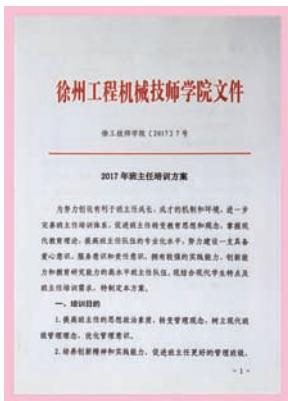 徐州工程机械技师学院文件
徐工技师学院〔2017〕7号
2017年班主任培训方案
为努力创设有利于班主任成长、成才的机制和环境，进一步
完善班主任培训体系，促进班主任转变教育思想和观念，掌握现
代教育理论，提高班主任队伍的专业化水平，努力建设一支具备
爱心意识、服务意识和责任意识，拥有较强的实践能力、创新能
力和教育研究能力的高水平班主任队伍。现结合现代学生特点及
班主任培训需求，特制定本方案。
一、培训目的
1.提高班主任的思想政治素质，转变管理观念，树立现代班
级管理理念，优化管理意识。
2.培养创新精神和实践能力，促进班主任更好的管理班级，
- 1 -